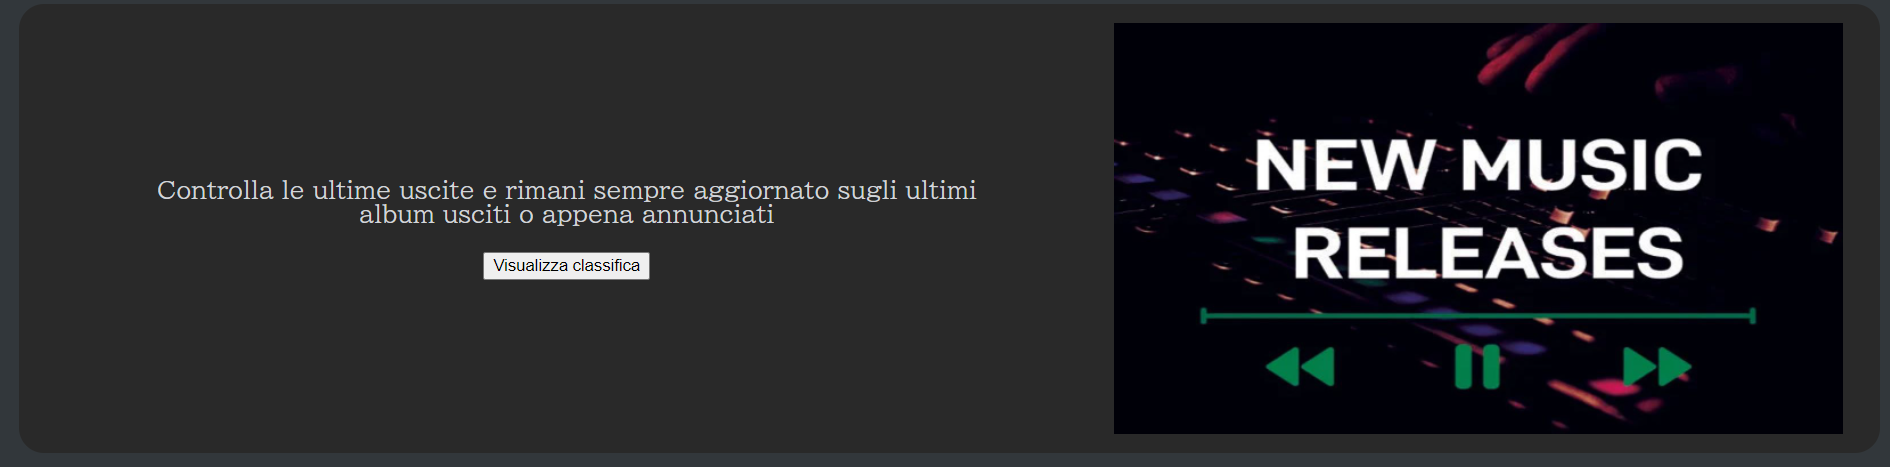 Controlla le ultime uscite e rimani sempre aggiornato sugli ultimi
album usciti o appena annunciati
Visualizza classifica
NEW MUSIC
RELEASES